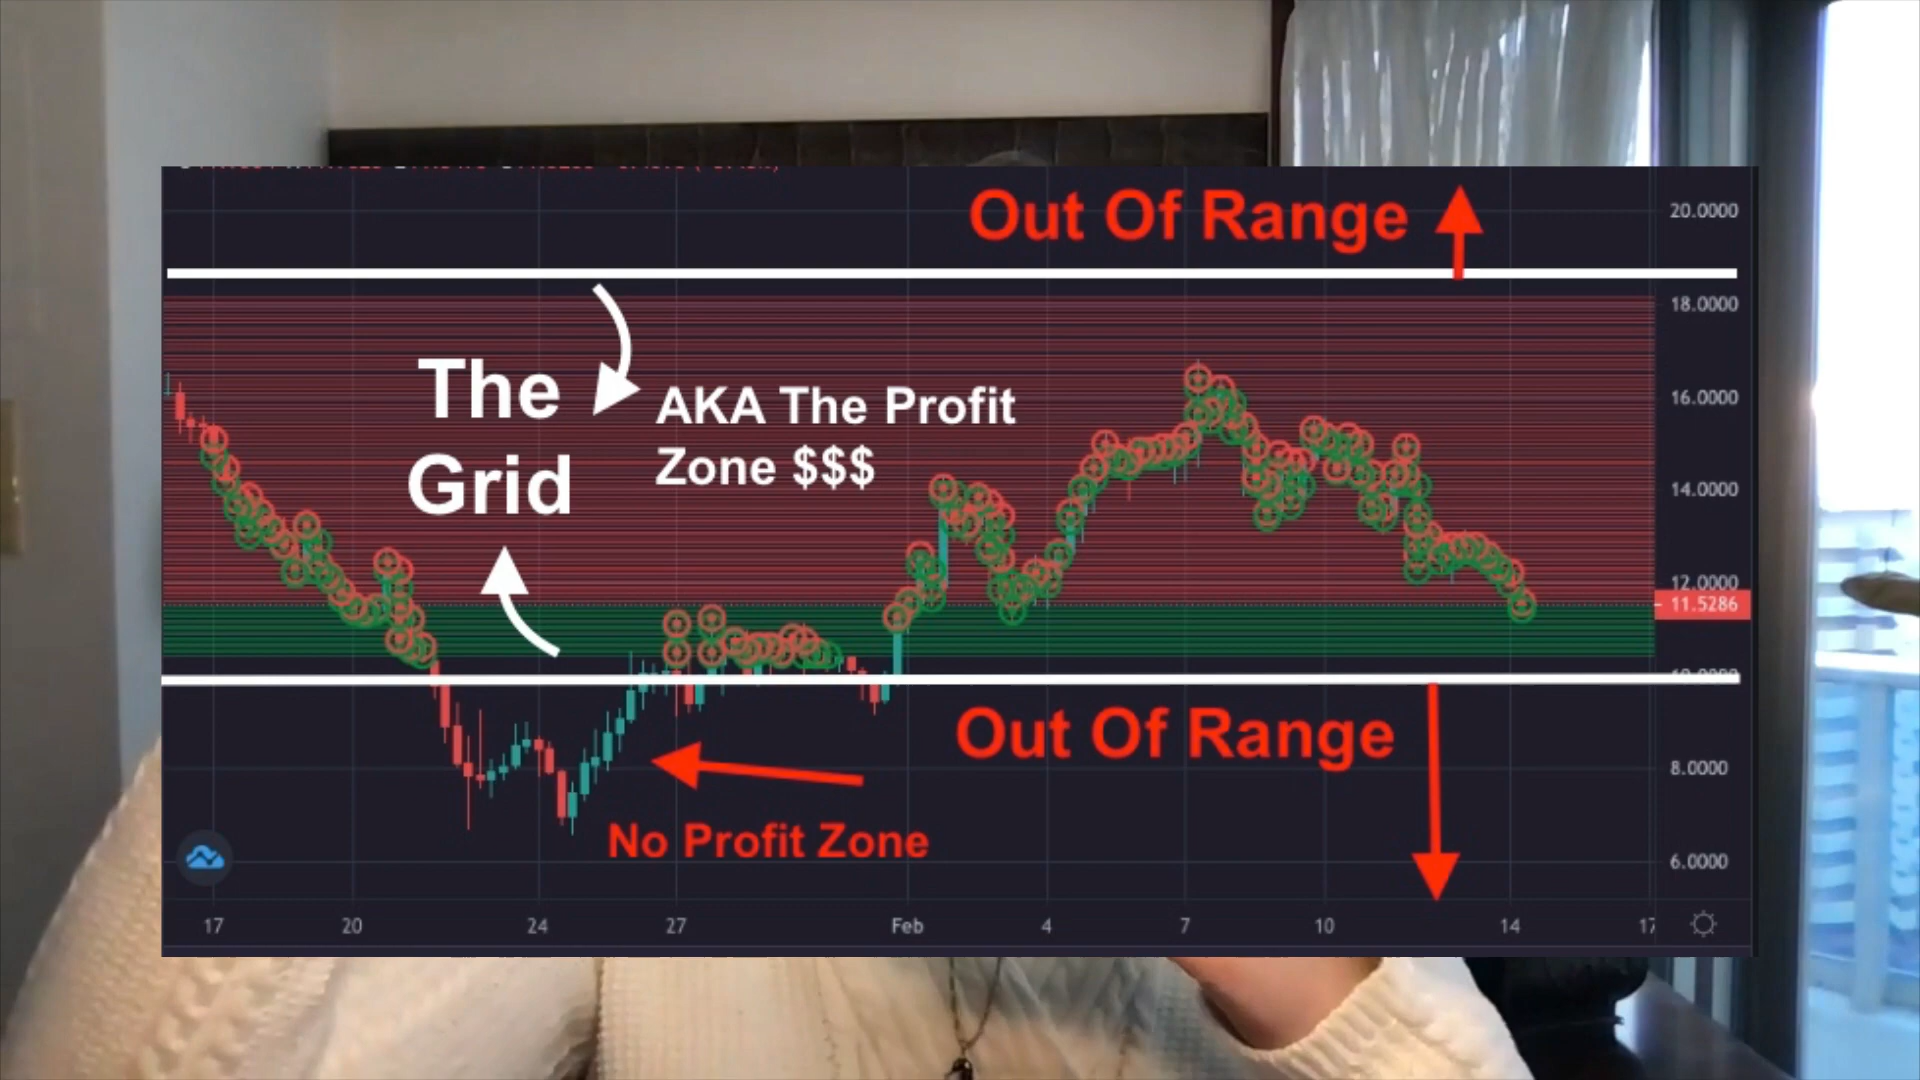 Out Of Range
20.0000
18.0000
The
Grid
AKA The Profit
Zone $$$
16.0000
14.0000
12.0000
11.5286
Out Of Range
8.0000
No Profit Zone
6.0000
17 20 24 27 Feb 4 7 10 14